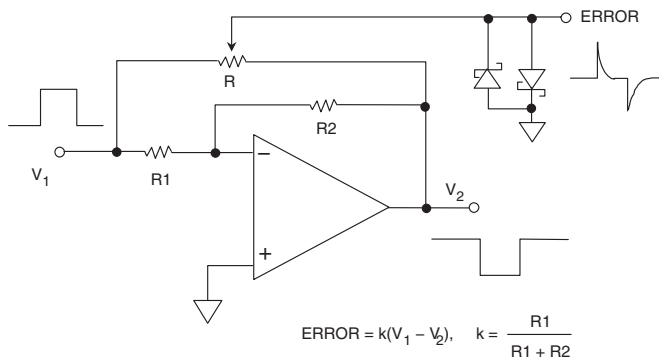 ERROR
R
R2
R1
V₁
−
+
V₂
ERROR = k(V₁ − V₂), k = R1 / R1 + R2